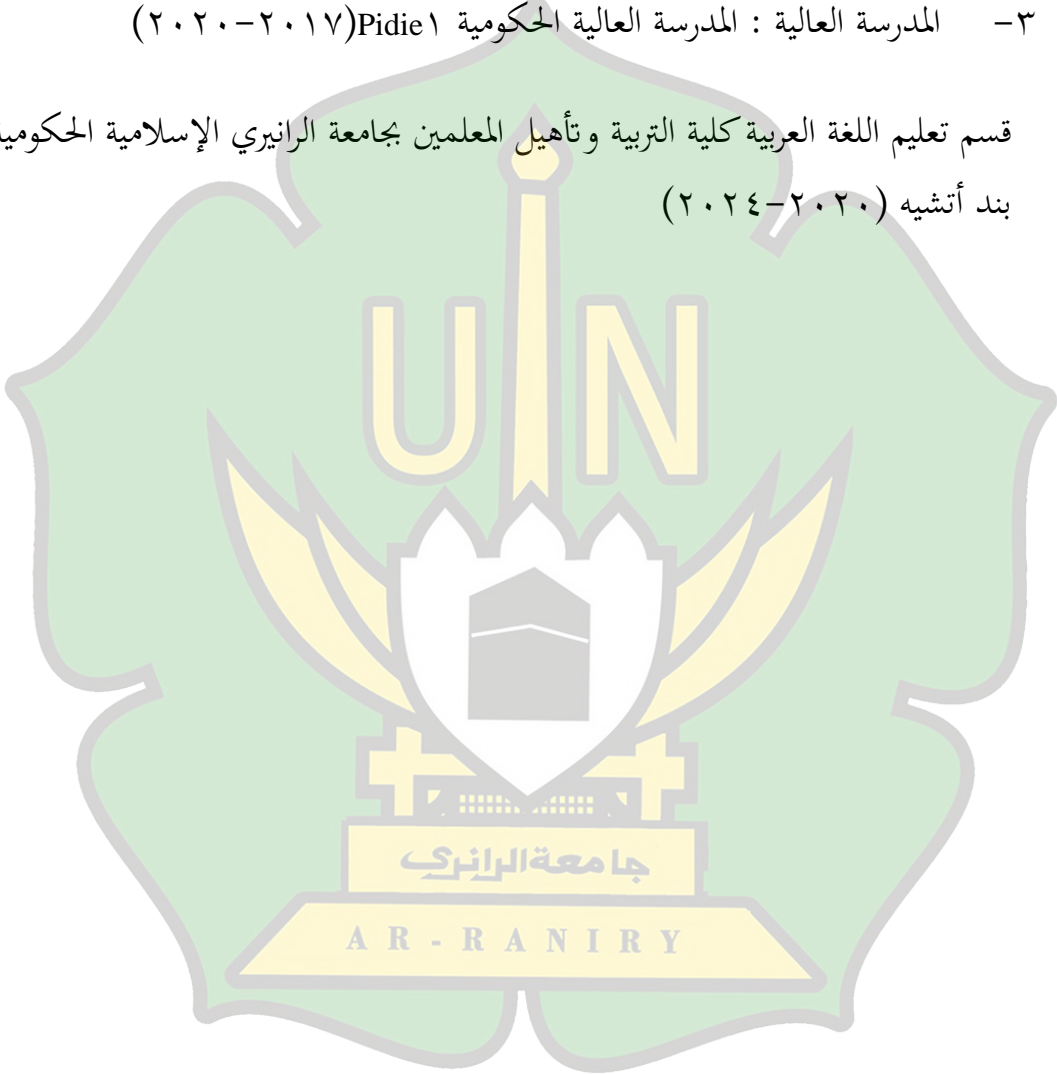 ٣- المدرسة العالية : المدرسة العالية الحكومية ١Pidie(٢٠١٧-٢٠٢٠)
قسم تعليم اللغة العربية كلية التربية وتأهيل المعلمين بجامعة الرانيري الإسلامية الحكومية
بند أتشيه (٢٠٢٠-٢٠٢٤)
UIN
جامعة الرانري
AR-RANIRY